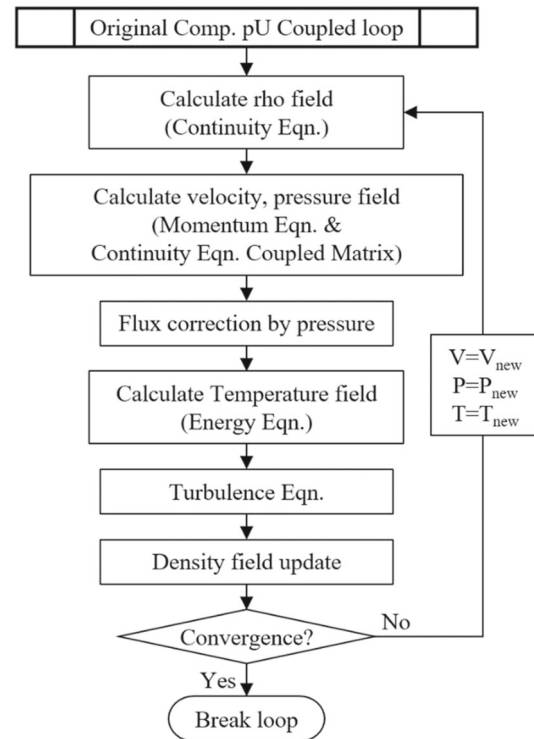 Original Comp. pU Coupled loop
Calculate rho field
(Continuity Eqn.)
Calculate velocity, pressure field
(Momentum Eqn. &
Continuity Eqn. Coupled Matrix)
Flux correction by pressure
Calculate Temperature field
(Energy Eqn.)
Turbulence Eqn.
Density field update
Convergence?
No
V=Vnew
P=Pnew
T=Tnew
Yes
Break loop